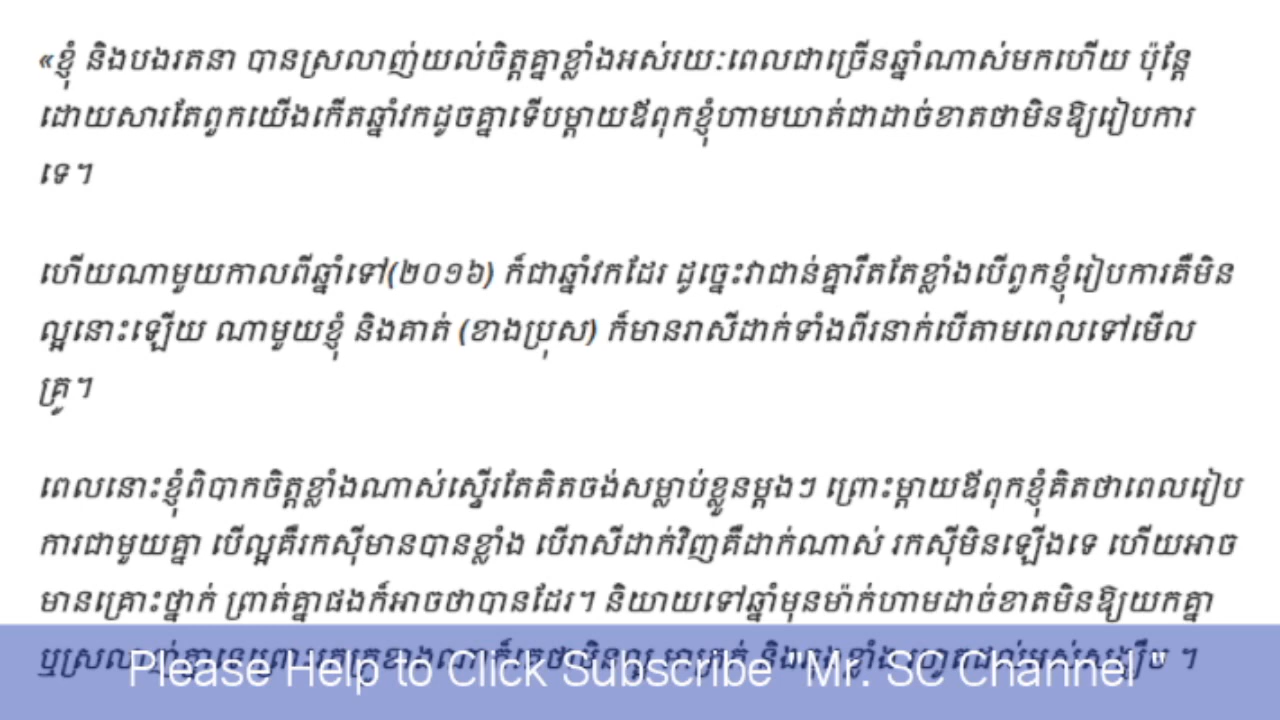 «ខ្ញុំ និងបងរតនា បានស្រលាញ់យល់ចិត្តគ្នាខ្លាំងអស់រយៈពេលជាច្រើនឆ្នាំណាស់មកហើយ ប៉ុន្តែ
ដោយសារតែពួកយើងកើតឆ្នាំវកដូចគ្នាទើបម្ដាយឪពុកខ្ញុំហាមឃាត់ជាដាច់ខាតថាមិនឱ្យរៀបការ
ទេ។
ហើយណាមួយកាលពីឆ្នាំទៅ(២០១៦) ក៏ជាឆ្នាំវកដែរ ដូច្នេះវាជាន់គ្នារឹតតែខ្លាំងបើពួកខ្ញុំរៀបការគឺមិន
ល្អនោះឡើយ ណាមួយខ្ញុំ និងគាត់ (ខាងប្រុស) ក៏មានរាសីដាក់ទាំងពីរនាក់បើតាមពេលទៅមើល
គ្រូ។
ពេលនោះខ្ញុំពិបាកចិត្តខ្លាំងណាស់ស្ទើរតែគិតចង់សម្លាប់ខ្លួនម្ដងៗ ព្រោះម្ដាយឪពុកខ្ញុំគិតថាពេលរៀប
ការជាមួយគ្នា បើល្អគឺរកស៊ីមានបានខ្លាំង បើរាសីដាក់វិញគឺដាក់ណាស់ រកស៊ីមិនឡើងទេ ហើយអាច
មានគ្រោះថ្នាក់ ព្រាត់គ្នាផងក៏អាចថាបានដែរ។ និយាយទៅឆ្នាំមុនម៉ាក់ហាមដាច់ខាតមិនឱ្យយកគ្នា
Please Help to Click Subscribe "Mr. SC Channel"